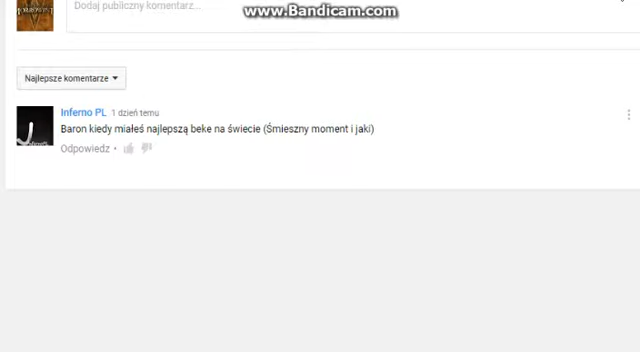 www.Bandicam.com
Dodaj publiczny komentarz...
Najlepsze komentarze
Inferno PL 1 dzień temu
Baron kiedy miałeś najlepszą beke na świecie (Śmieszny moment i jaki)
Odpowiedz •